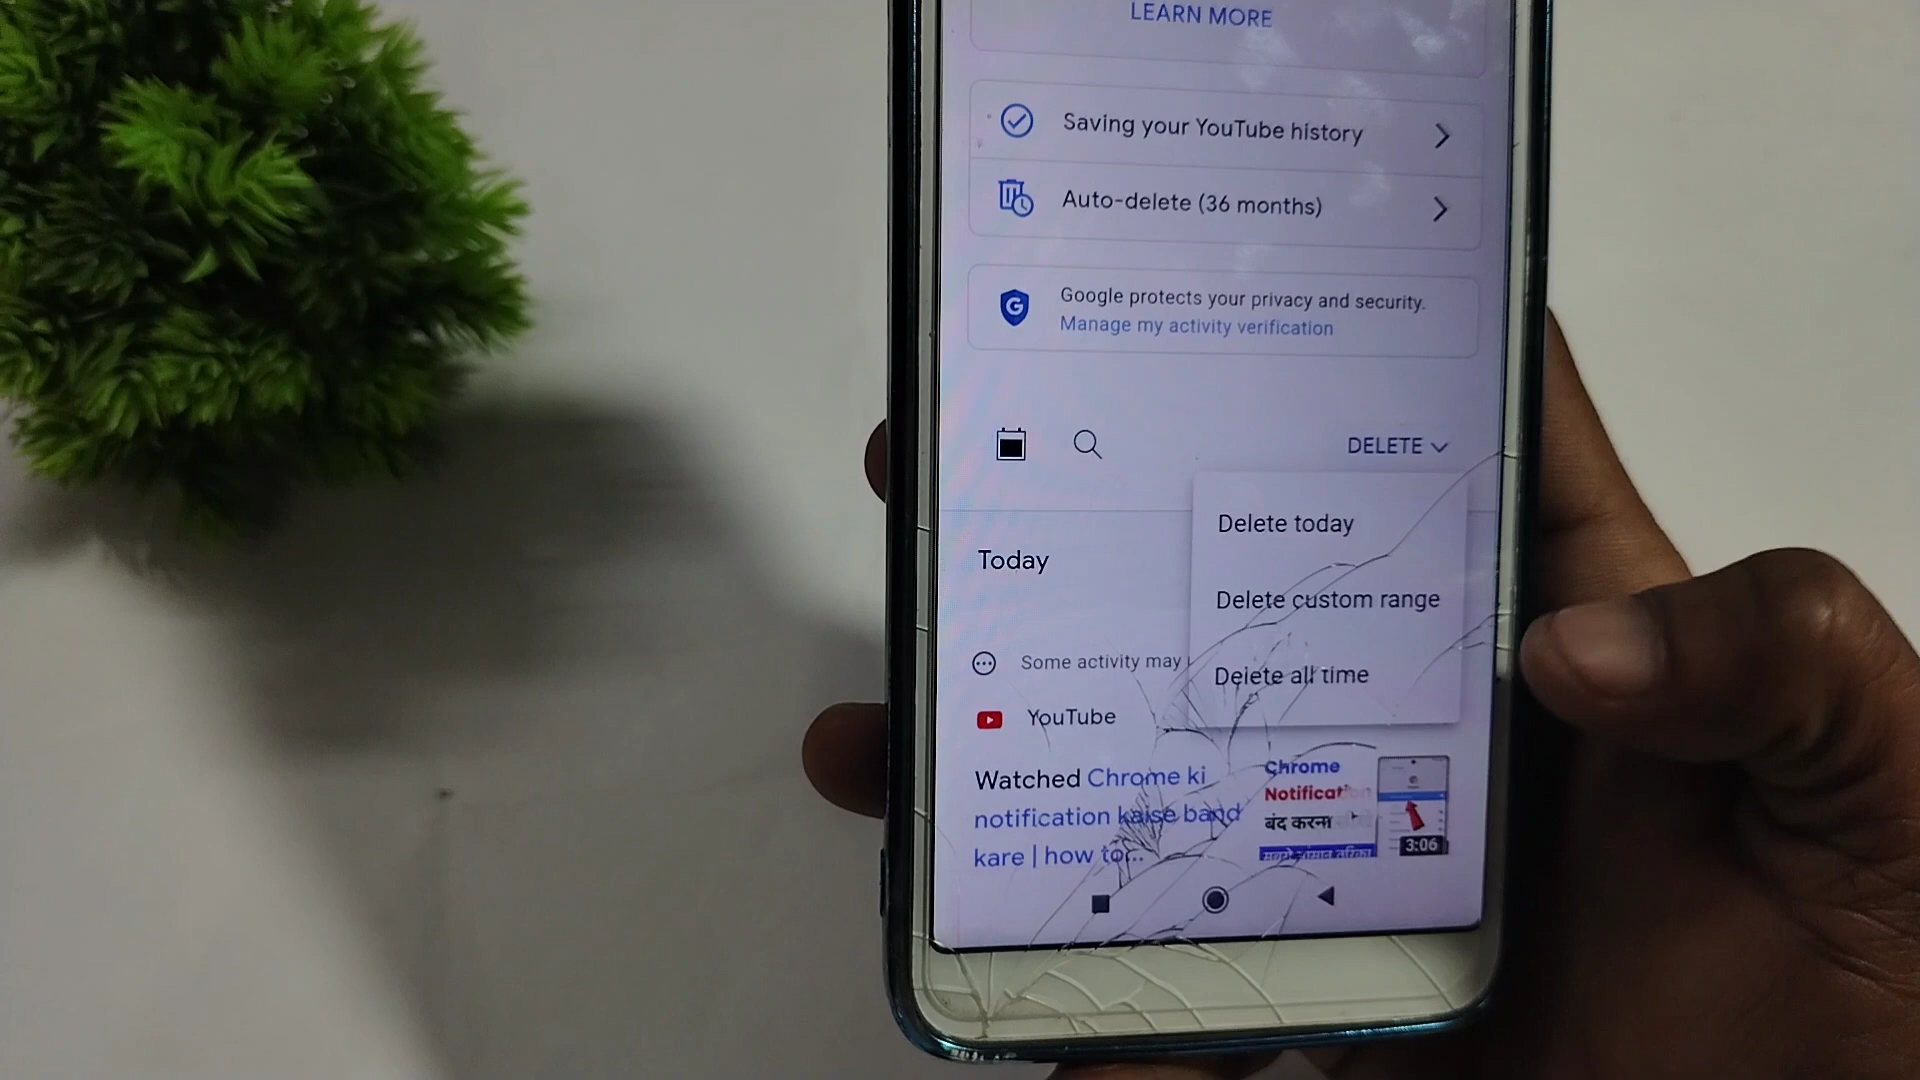 LEARN MORE
Saving your YouTube history
Auto-delete (36 months)
Google protects your privacy and security.
Manage my activity verification
DELETE
Delete today
Delete custom range
Delete all time
Today
Some activity may
YouTube
Watched Chrome ki
notification kaise band
kare | how to...
Chrome
Notification
बंद करना
3:06